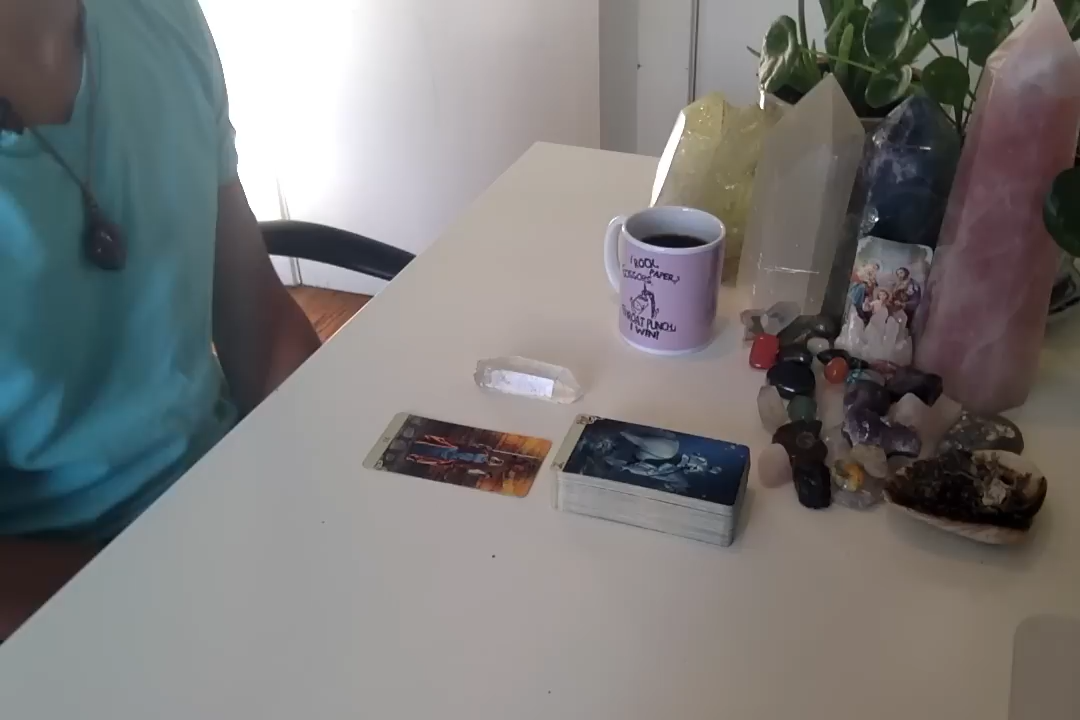 I ROCK,
SCISSORS PAPER,
THROAT PUNCH,
I WIN!